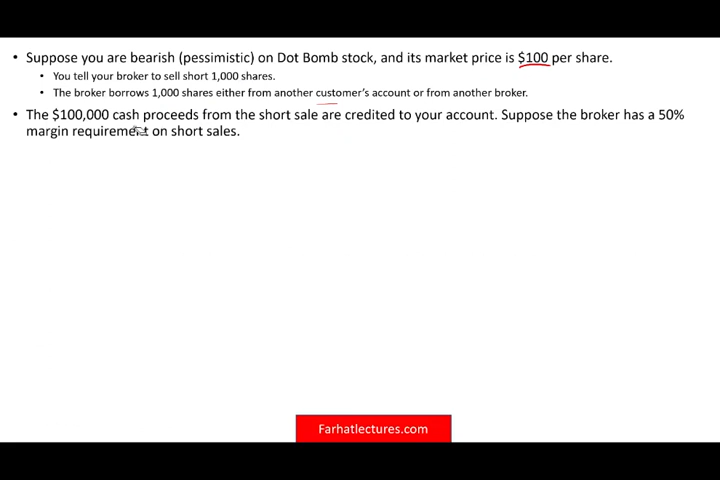 • Suppose you are bearish (pessimistic) on Dot Bomb stock, and its market price is $100 per share.
• You tell your broker to sell short 1,000 shares.
• The broker borrows 1,000 shares either from another customer's account or from another broker.
• The $100,000 cash proceeds from the short sale are credited to your account. Suppose the broker has a 50%
margin requirement on short sales.
Farhatlectures.com